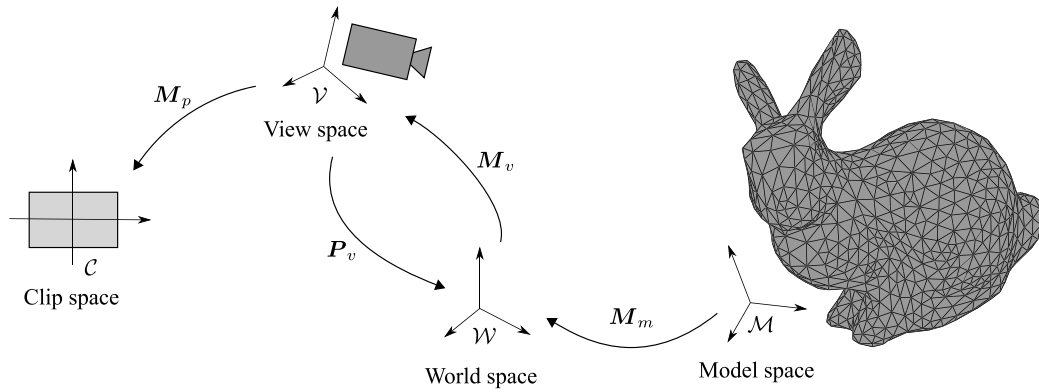 M_p
𝒱
View space
M_v
P_v
𝒞
Clip space
𝒲
World space
M_m
ℳ
Model space